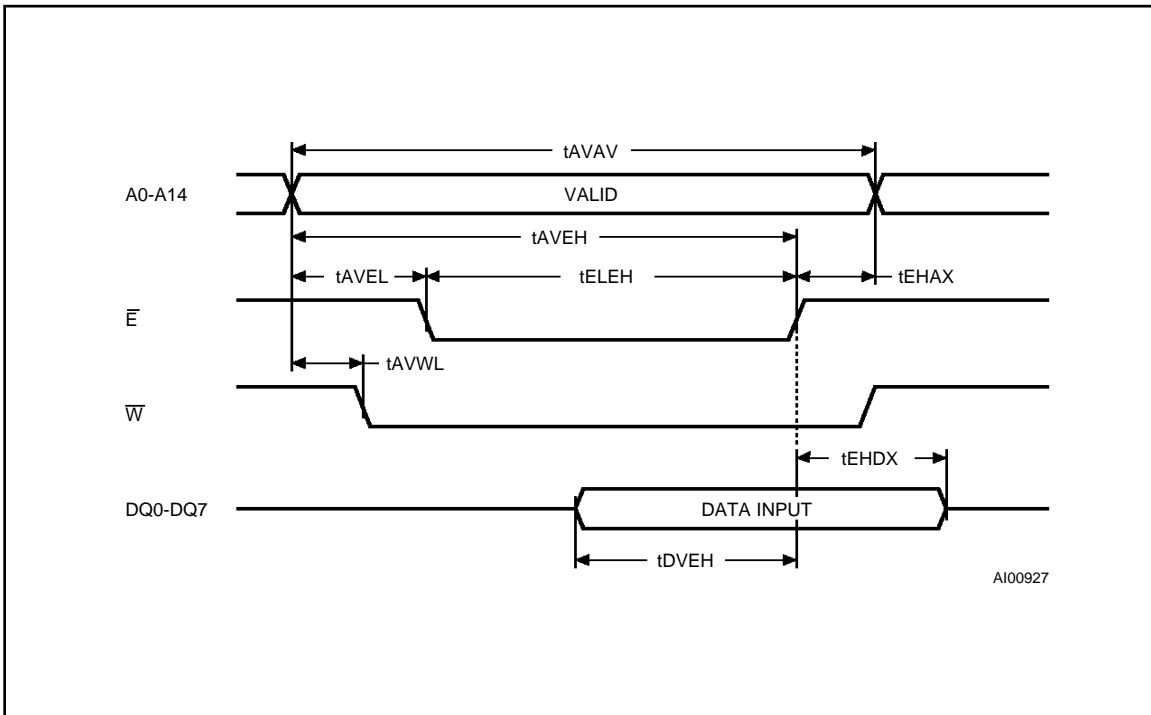 tAVAV
A0-A14
VALID
tAVEH
tAVEL
tELEH
tEHAX
E̅
tAVWL
W̅
tEHDX
DQ0-DQ7
DATA INPUT
tDVEH
AI00927